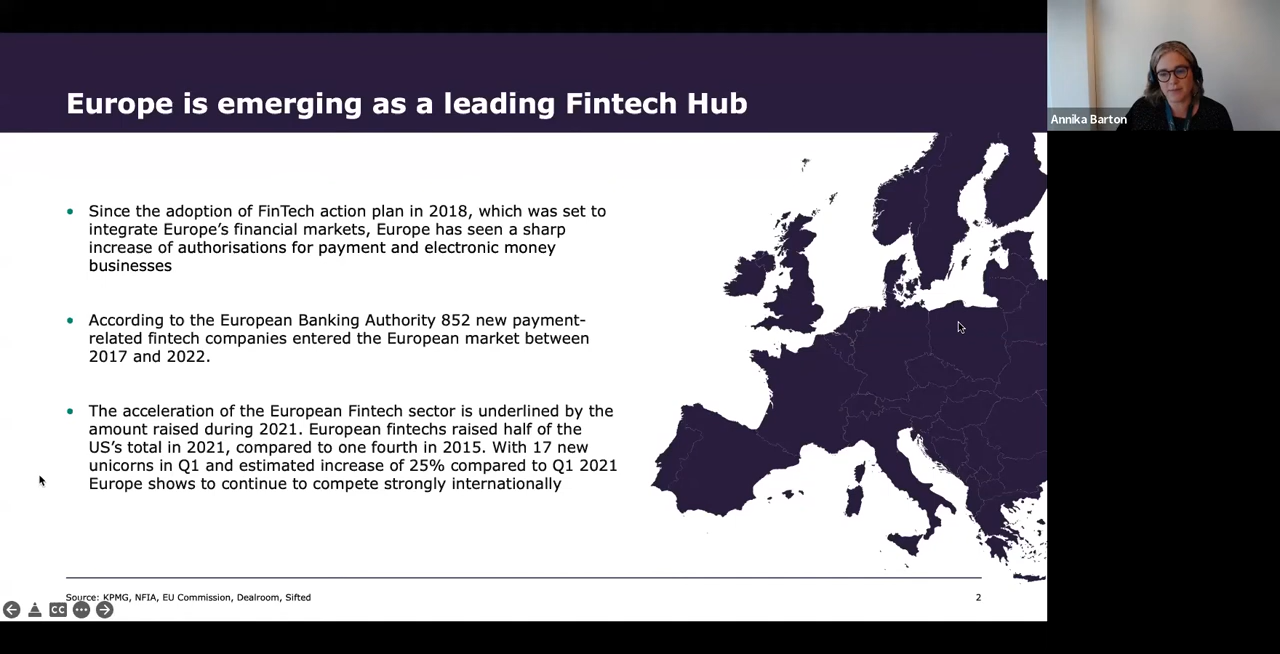 Europe is emerging as a leading Fintech Hub
Annika Barton
• Since the adoption of FinTech action plan in 2018, which was set to
integrate Europe's financial markets, Europe has seen a sharp
increase of authorisations for payment and electronic money
businesses
• According to the European Banking Authority 852 new payment-
related fintech companies entered the European market between
2017 and 2022.
• The acceleration of the European Fintech sector is underlined by the
amount raised during 2021. European fintechs raised half of the
US's total in 2021, compared to one fourth in 2015. With 17 new
unicorns in Q1 and estimated increase of 25% compared to Q1 2021
Europe shows to continue to compete strongly internationally
Source: KPMG, NFIA, EU Commission, Dealroom, Sifted
2
CC